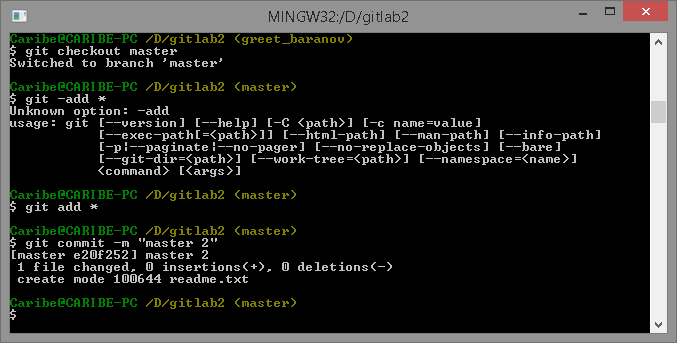 MINGW32:/D/gitlab2
Caribe@CARIBE-PC /D/gitlab2 (greet_baranov)
$ git checkout master
Switched to branch 'master'
Caribe@CARIBE-PC /D/gitlab2 (master)
$ git -add *
Unknown option: -add
usage: git [--version] [--help] [-C <path>] [-c name=value]
[--exec-path[=<path>]] [--html-path] [--man-path] [--info-path]
[-p|--paginate|--no-pager] [--no-replace-objects] [--bare]
[--git-dir=<path>] [--work-tree=<path>] [--namespace=<name>]
<command> [<args>]
Caribe@CARIBE-PC /D/gitlab2 (master)
$ git add *
Caribe@CARIBE-PC /D/gitlab2 (master)
$ git commit -m "master 2"
[master e20f252] master 2
1 file changed, 0 insertions(+), 0 deletions(-)
create mode 100644 readme.txt
Caribe@CARIBE-PC /D/gitlab2 (master)
$